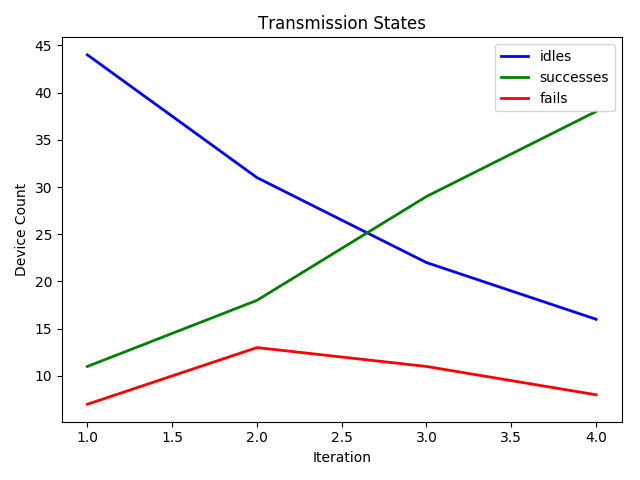 Transmission States
idles
successes
fails
45
40
35
30
25
20
15
10
Device Count
1.0 1.5 2.0 2.5 3.0 3.5 4.0
Iteration